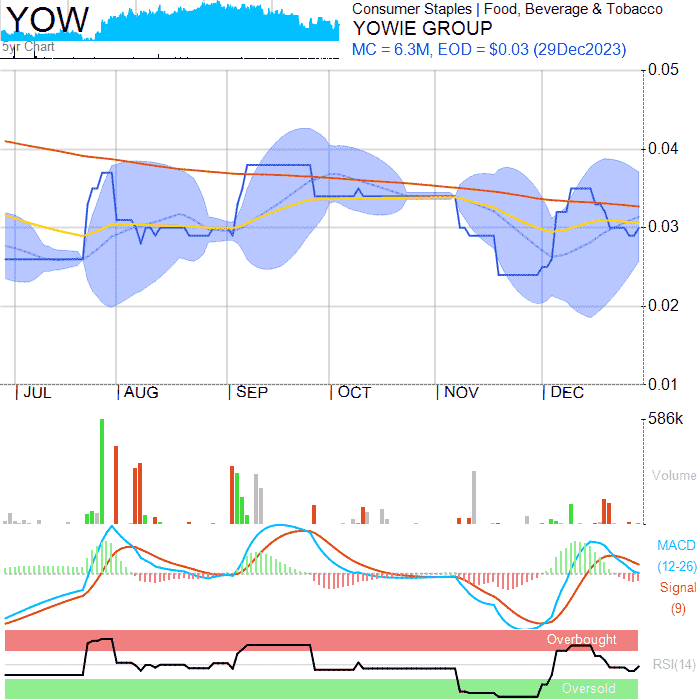 YOW
5yr Chart
Consumer Staples | Food, Beverage & Tobacco
YOWIE GROUP
MC = 6.3M, EOD = $0.03 (29Dec2023)
0.05
0.04
0.03
0.02
0.01
JUL AUG SEP OCT NOV DEC
586k
Volume
MACD
(12-26)
Signal
(9)
Overbought
RSI(14)
Oversold